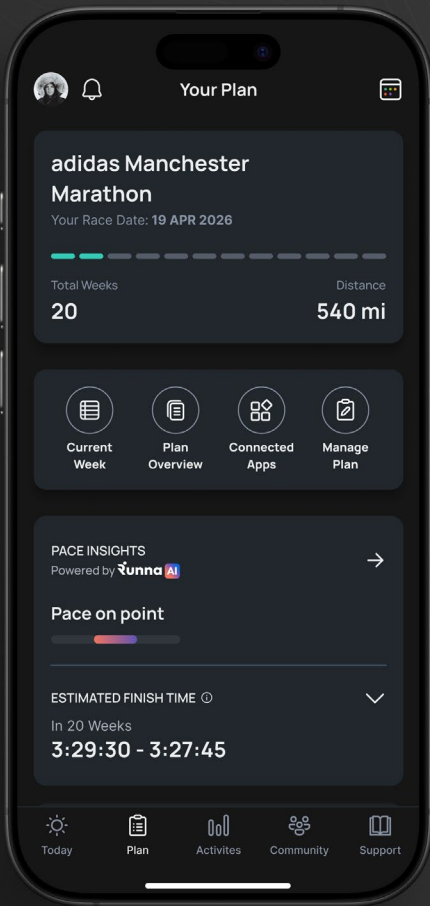 Your Plan
adidas Manchester
Marathon
Your Race Date: 19 APR 2026
Total Weeks
Distance
20
540 mi
Current
Week
Plan
Overview
Connected
Apps
Manage
Plan
PACE INSIGHTS
Powered by Runna AI
Pace on point
ESTIMATED FINISH TIME
In 20 Weeks
3:29:30 - 3:27:45
Today
Plan
Activites
Community
Support